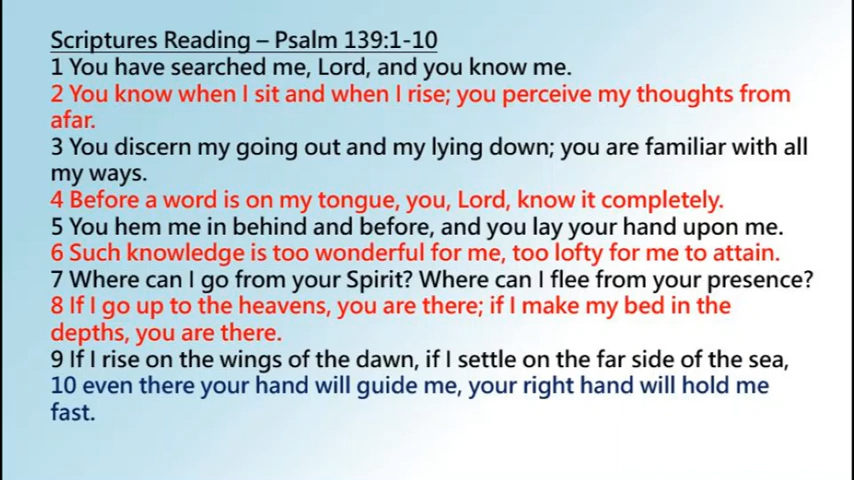 Scriptures Reading – Psalm 139:1-10
1 You have searched me, Lord, and you know me.
2 You know when I sit and when I rise; you perceive my thoughts from
afar.
3 You discern my going out and my lying down; you are familiar with all
my ways.
4 Before a word is on my tongue, you, Lord, know it completely.
5 You hem me in behind and before, and you lay your hand upon me.
6 Such knowledge is too wonderful for me, too lofty for me to attain.
7 Where can I go from your Spirit? Where can I flee from your presence?
8 If I go up to the heavens, you are there; if I make my bed in the
depths, you are there.
9 If I rise on the wings of the dawn, if I settle on the far side of the sea,
10 even there your hand will guide me, your right hand will hold me
fast.